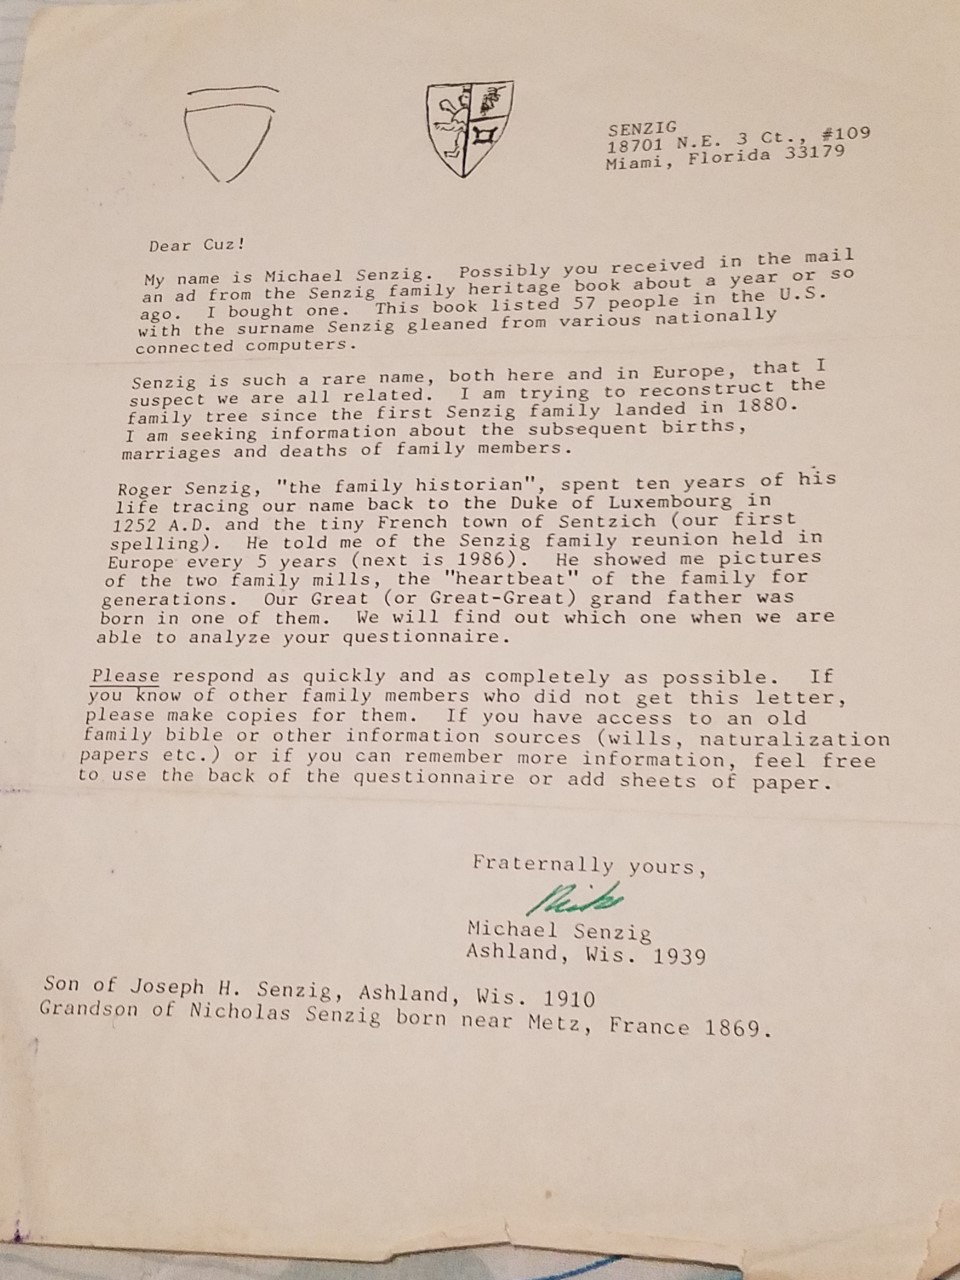 SENZIG
18701 N.E. 3 Ct., #109
Miami, Florida 33179
Dear Cuz!
My name is Michael Senzig. Possibly you received in the mail
an ad from the Senzig family heritage book about a year or so
ago. I bought one. This book listed 57 people in the U.S.
with the surname Senzig gleaned from various nationally
connected computers.
Senzig is such a rare name, both here and in Europe, that I
suspect we are all related. I am trying to reconstruct the
family tree since the first Senzig family landed in 1880.
I am seeking information about the subsequent births,
marriages and deaths of family members.
Roger Senzig, "the family historian", spent ten years of his
life tracing our name back to the Duke of Luxembourg in
1252 A.D. and the tiny French town of Sentzich (our first
spelling). He told me of the Senzig family reunion held in
Europe every 5 years (next is 1986). He showed me pictures
of the two family mills, the "heartbeat" of the family for
generations. Our Great (or Great-Great) grand father was
born in one of them. We will find out which one when we are
able to analyze your questionnaire.
Please respond as quickly and as completely as possible. If
you know of other family members who did not get this letter,
please make copies for them. If you have access to an old
family bible or other information sources (wills, naturalization
papers etc.) or if you can remember more information, feel free
to use the back of the questionnaire or add sheets of paper.
Fraternally yours,
Mike
Michael Senzig
Ashland, Wis. 1939
Son of Joseph H. Senzig, Ashland, Wis. 1910
Grandson of Nicholas Senzig born near Metz, France 1869.